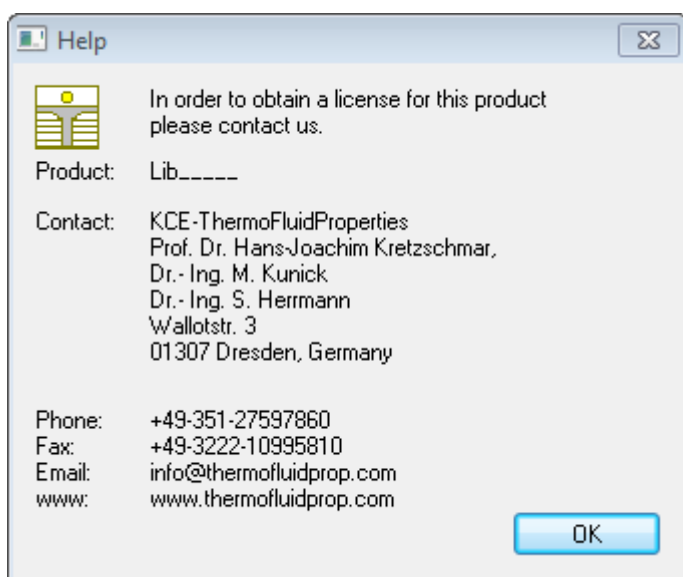 Help
In order to obtain a license for this product
please contact us.
Product: Lib_____
Contact: KCE-ThermoFluidProperties
Prof. Dr. Hans-Joachim Kretzschmar,
Dr.- Ing. M. Kunick
Dr.- Ing. S. Herrmann
Wallotstr. 3
01307 Dresden, Germany
Phone: +49-351-27597860
Fax: +49-3222-10995810
Email: info@thermofluidprop.com
www: www.thermofluidprop.com
OK